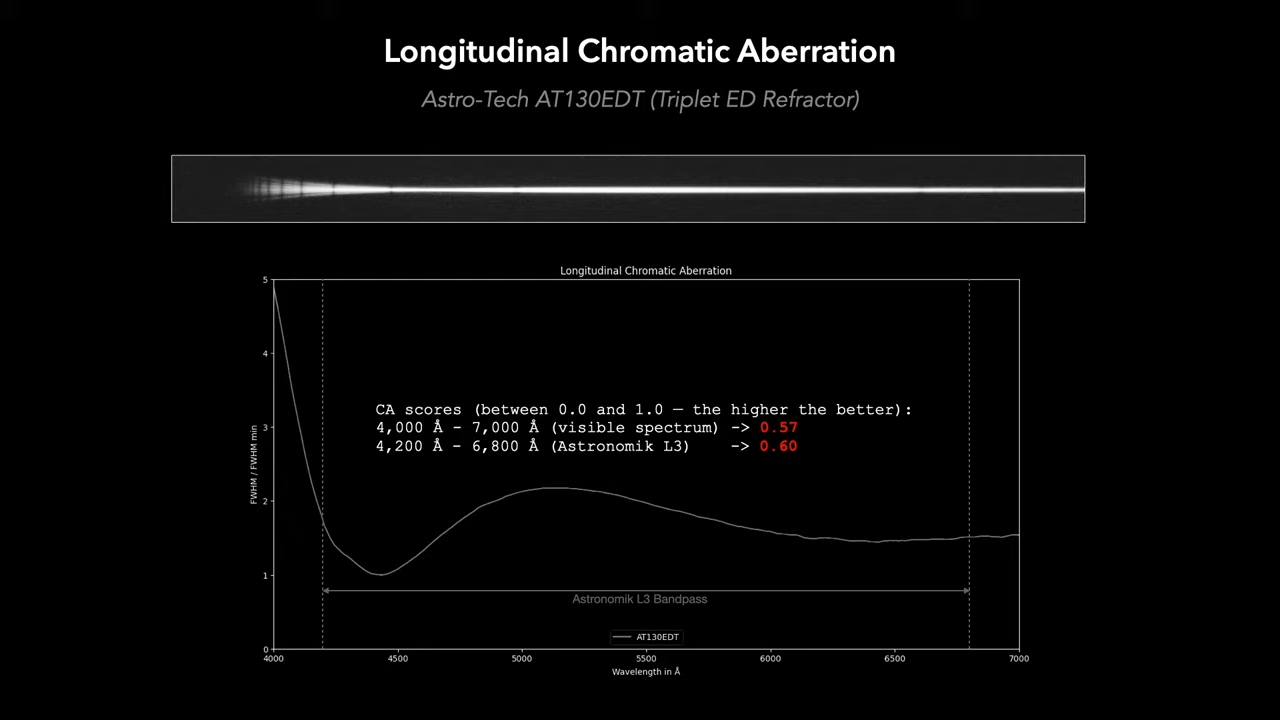 Longitudinal Chromatic Aberration
Astro-Tech AT130EDT (Triplet ED Refractor)
Longitudinal Chromatic Aberration
5
4
3
2
1
0
FWHM / FWHM min
CA scores (between 0.0 and 1.0 — the higher the better):
4,000 Å – 7,000 Å (visible spectrum) -> 0.57
4,200 Å – 6,800 Å (Astronomik L3) -> 0.60
Astronomik L3 Bandpass
AT130EDT
4000 4500 5000 5500 6000 6500 7000
Wavelength in Å